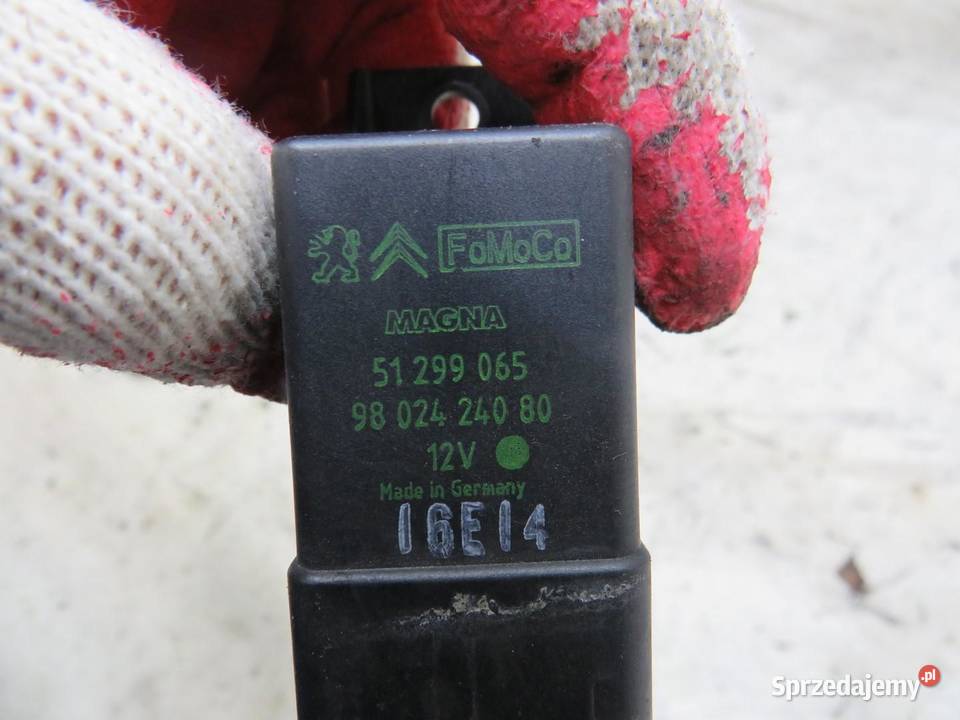 FoMoCo
MAGNA
51 299 065
98 024 240 80
12V
Made in Germany
16E14
Sprzedajemy.pl